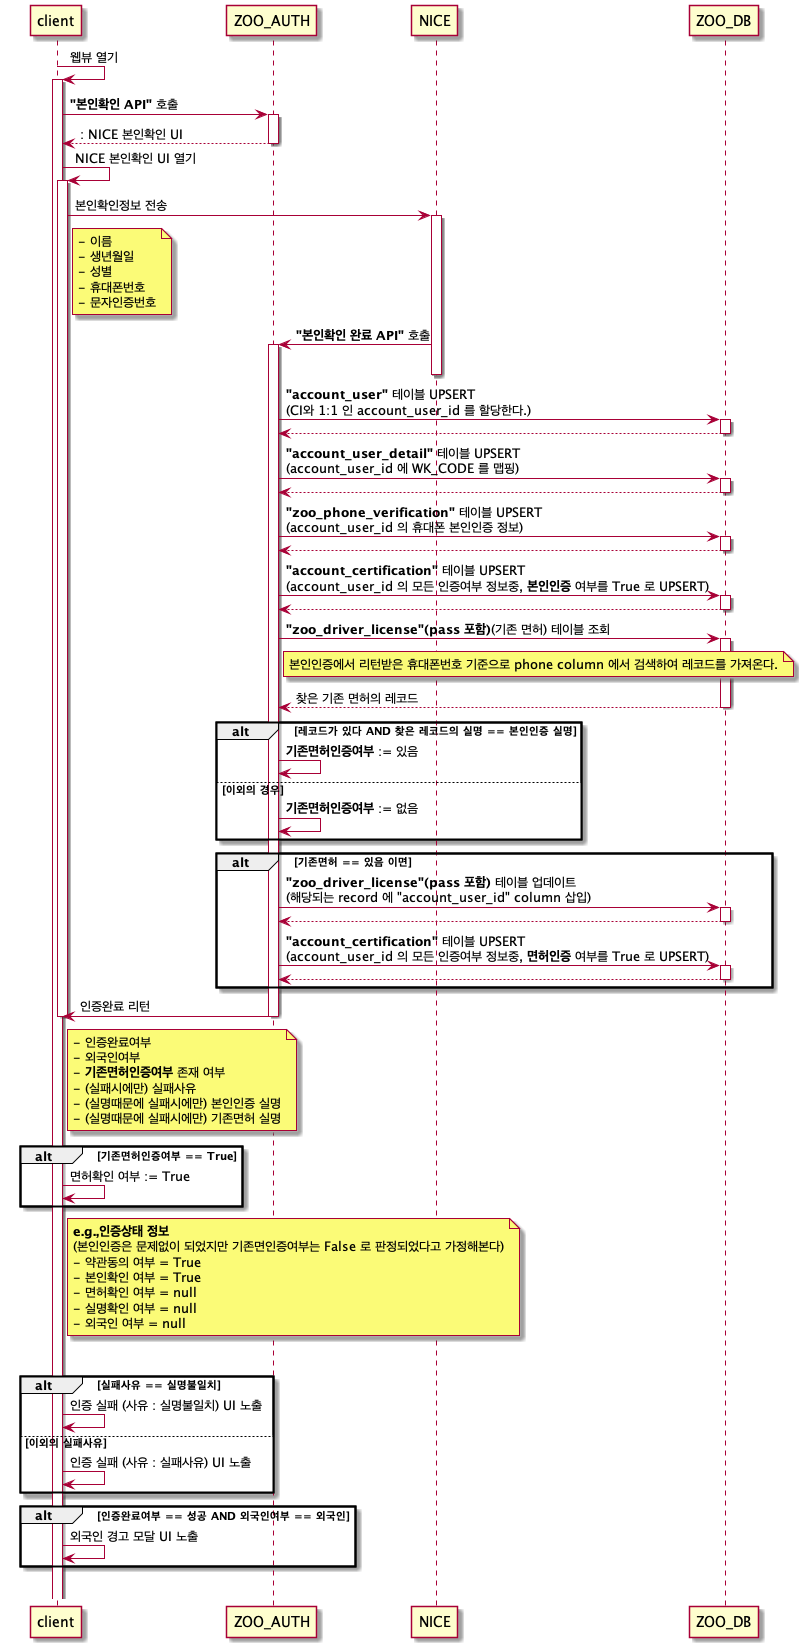 client ZOO_AUTH NICE ZOO_DB
웹뷰 열기
"본인확인 API" 호출
: NICE 본인확인 UI
NICE 본인확인 UI 열기
본인확인정보 전송
- 이름
- 생년월일
- 성별
- 휴대폰번호
- 문자인증번호
"본인확인 완료 API" 호출
"account_user" 테이블 UPSERT
(CI와 1:1 인 account_user_id 를 할당한다.)
"account_user_detail" 테이블 UPSERT
(account_user_id 에 WK_CODE 를 맵핑)
"zoo_phone_verification" 테이블 UPSERT
(account_user_id 의 휴대폰 본인인증 정보)
"account_certification" 테이블 UPSERT
(account_user_id 의 모든 인증여부 정보중, 본인인증 여부를 True 로 UPSERT)
"zoo_driver_license"(pass 포함)(기존 면허) 테이블 조회
본인인증에서 리턴받은 휴대폰번호 기준으로 phone column 에서 검색하여 레코드를 가져온다.
찾은 기존 면허의 레코드
alt [레코드가 있다 AND 찾은 레코드의 실명 == 본인인증 실명]
기존면허인증여부 := 있음
[이외의 경우]
기존면허인증여부 := 없음
alt [기존면허 == 있음 이면]
"zoo_driver_license"(pass 포함) 테이블 업데이트
(해당되는 record 에 "account_user_id" column 삽입)
"account_certification" 테이블 UPSERT
(account_user_id 의 모든 인증여부 정보중, 면허인증 여부를 True 로 UPSERT)
인증완료 리턴
- 인증완료여부
- 외국인여부
- 기존면허인증여부 존재 여부
- (실패시에만) 실패사유
- (실명때문에 실패시에만) 본인인증 실명
- (실명때문에 실패시에만) 기존면허 실명
alt [기존면허인증여부 == True]
면허확인 여부 := True
e.g.,인증상태 정보
(본인인증은 문제없이 되었지만 기존면인증여부는 False 로 판정되었다고 가정해본다)
- 약관동의 여부 = True
- 본인확인 여부 = True
- 면허확인 여부 = null
- 실명확인 여부 = null
- 외국인 여부 = null
alt [실패사유 == 실명불일치]
인증 실패 (사유 : 실명불일치) UI 노출
[이외의 실패사유]
인증 실패 (사유 : 실패사유) UI 노출
alt [인증완료여부 == 성공 AND 외국인여부 == 외국인]
외국인 경고 모달 UI 노출
client ZOO_AUTH NICE ZOO_DB